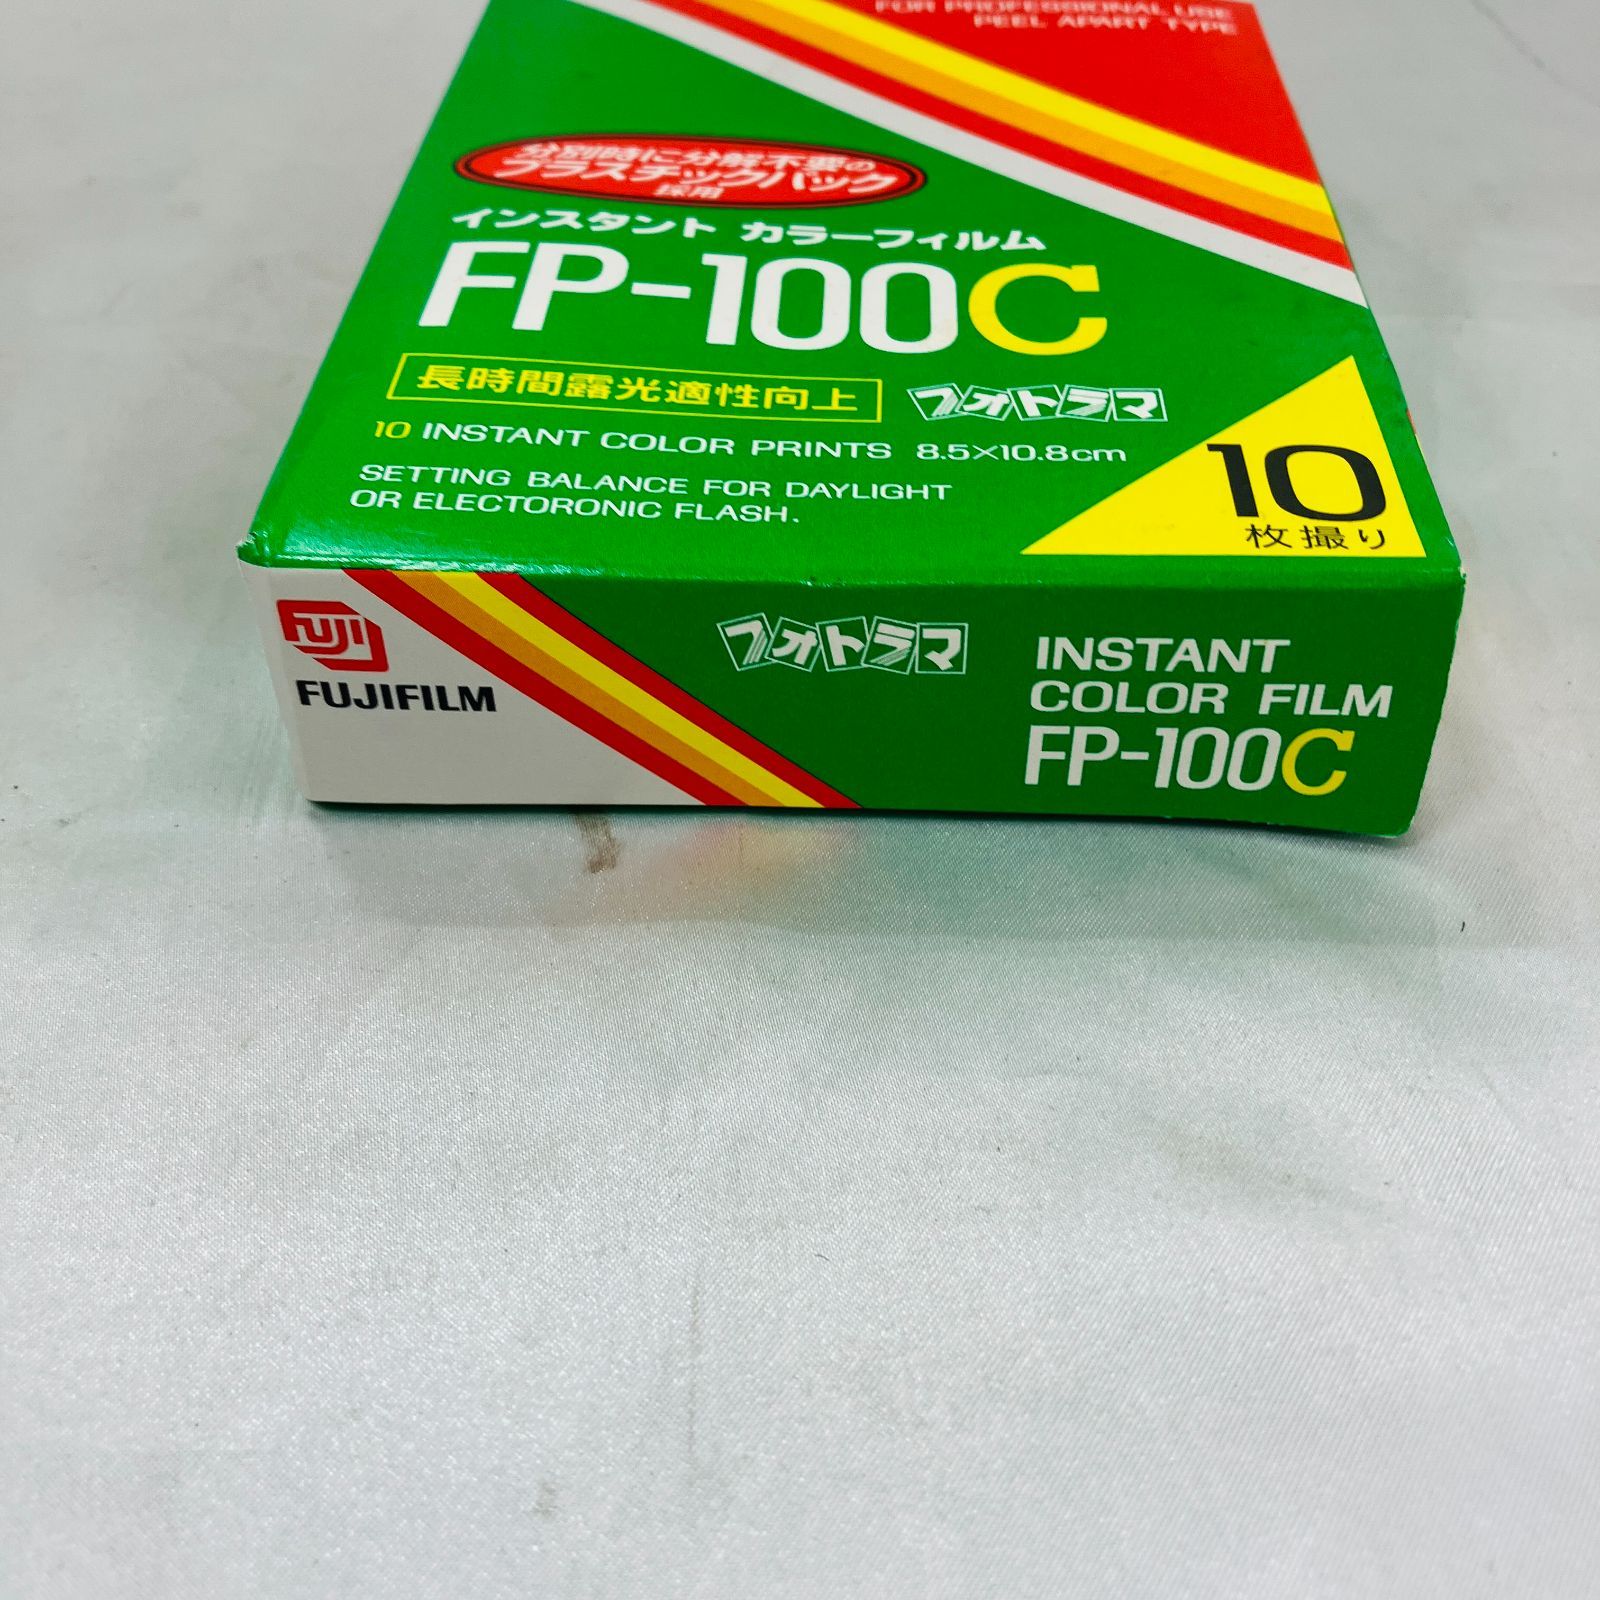 FOR PROFESSIONAL USE
PEEL APART TYPE
分別時に分解不要の
プラスチックパック
採用
インスタント カラーフィルム
FP-100C
長時間露光適性向上
フォトラマ
10 INSTANT COLOR PRINTS 8.5×10.8cm
SETTING BALANCE FOR DAYLIGHT
OR ELECTORONIC FLASH.
10
枚撮り
FUJI
FUJIFILM
フォトラマ
INSTANT
COLOR FILM
FP-100C